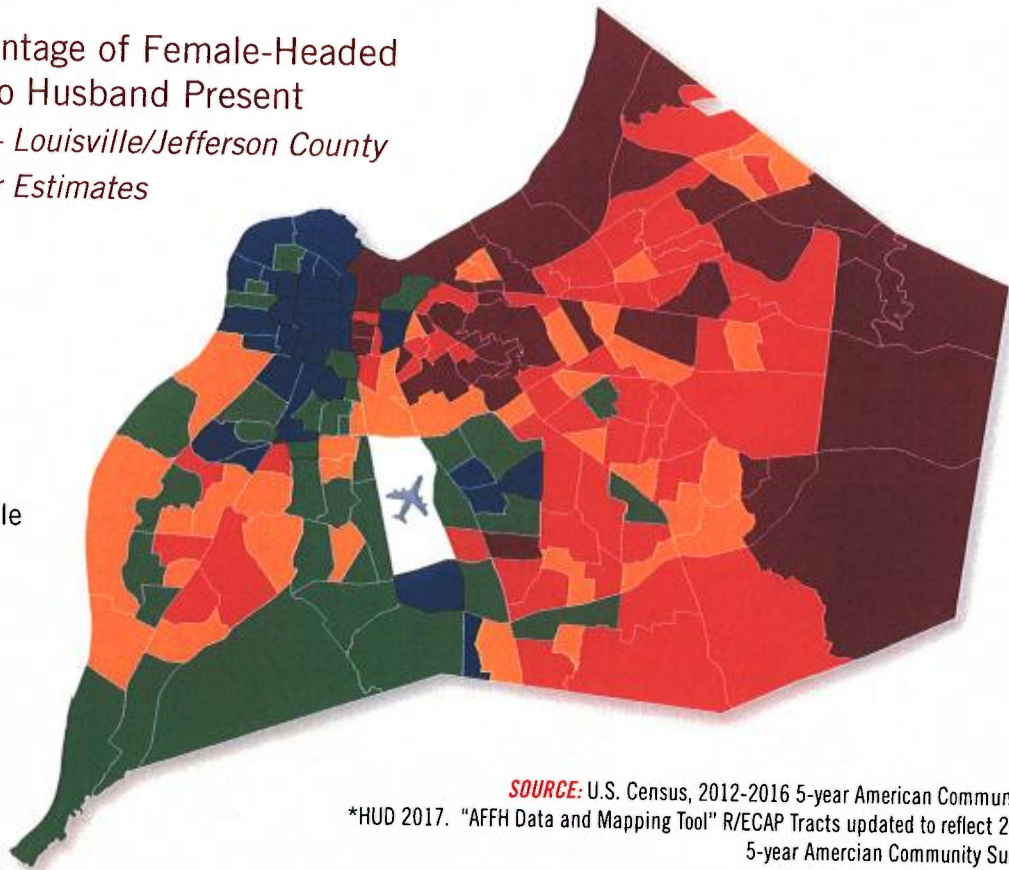 ntage of Female-Headed
o Husband Present
- Louisville/Jefferson County
r Estimates
le
SOURCE: U.S. Census, 2012-2016 5-year American Commun
*HUD 2017. "AFFH Data and Mapping Tool" R/ECAP Tracts updated to reflect 2
5-year Amercian Community Su